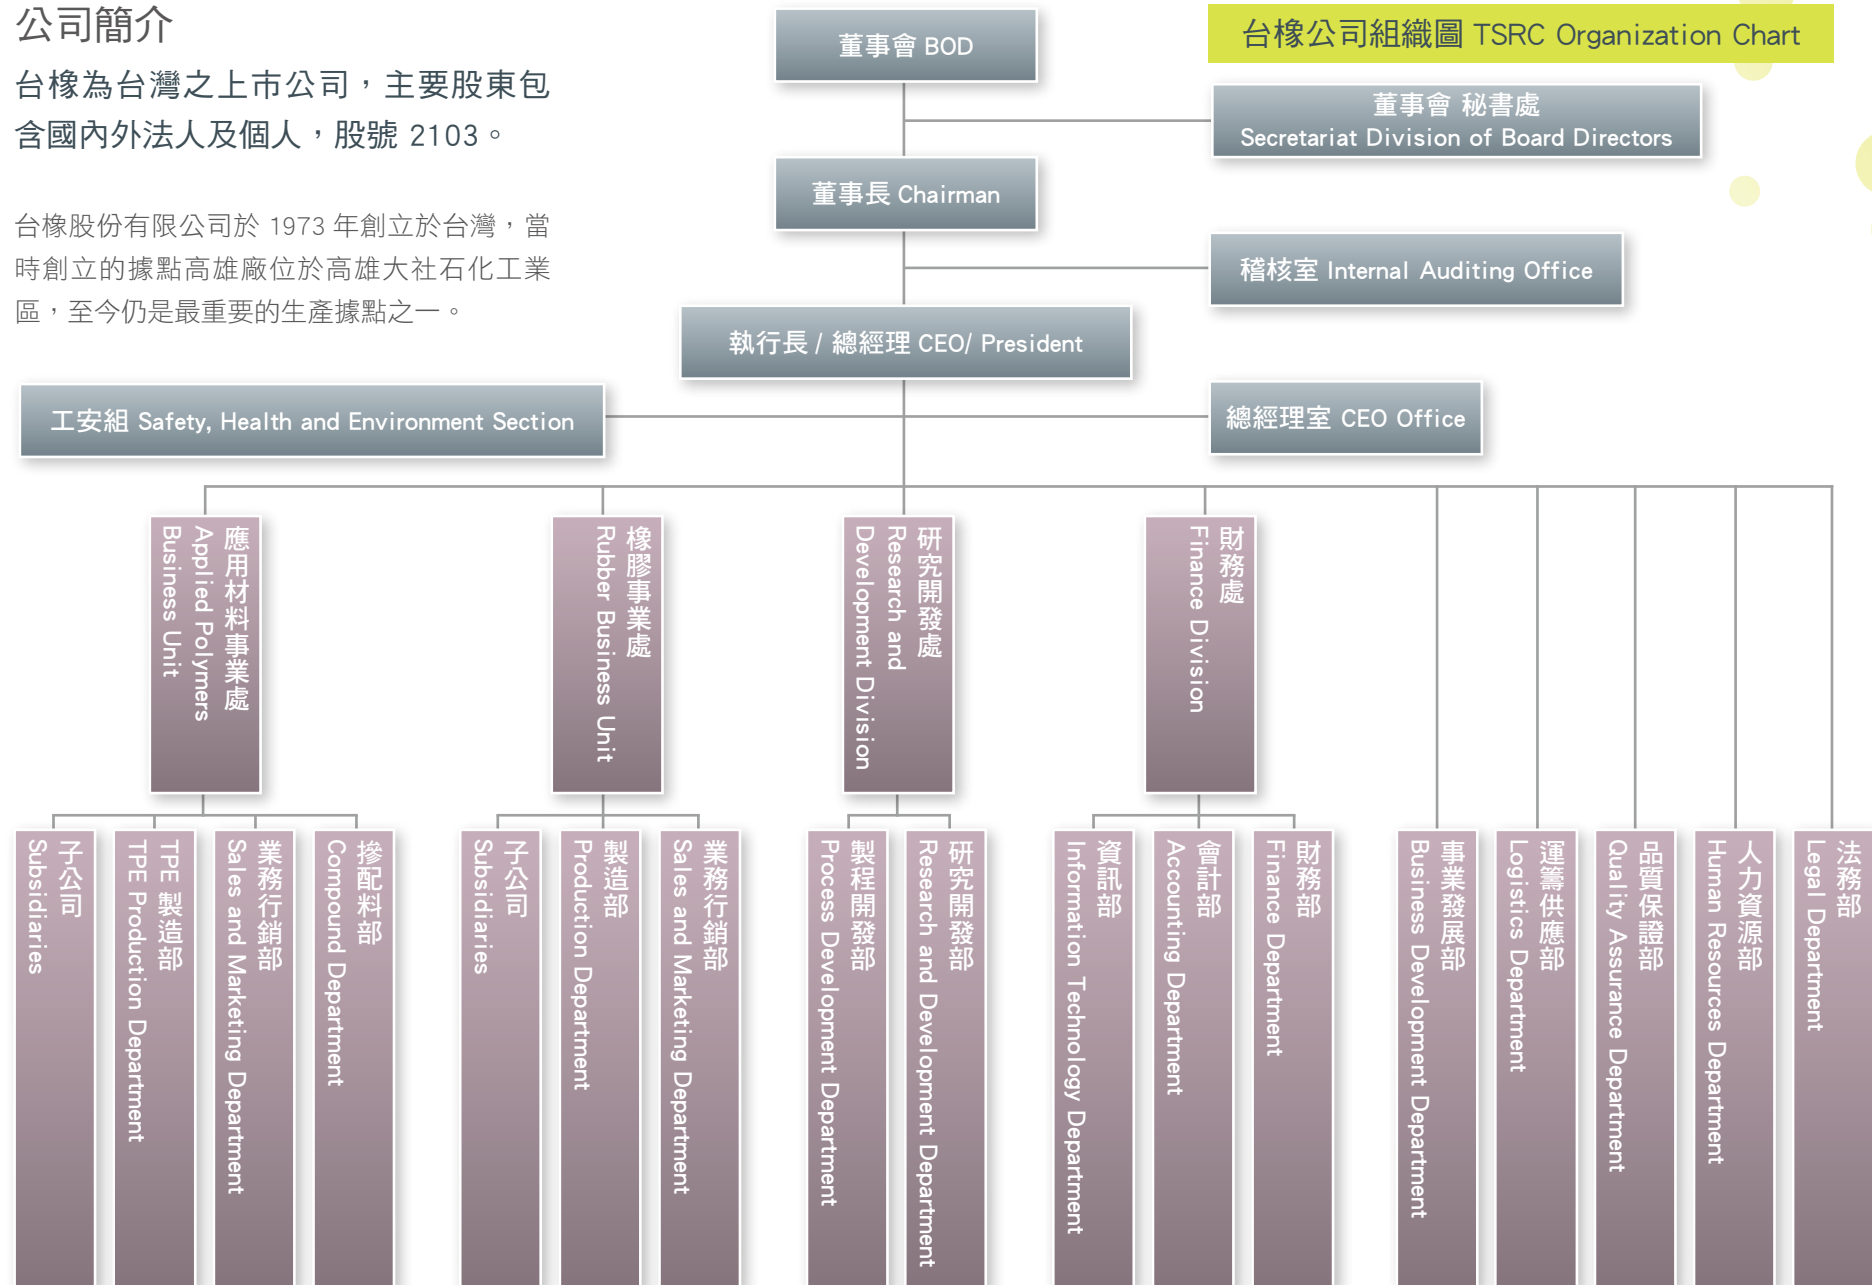 公司簡介
台橡為台灣之上市公司，主要股東包
含國內外法人及個人，股號 2103。
台橡股份有限公司於 1973 年創立於台灣，當
時創立的據點高雄廠位於高雄大社石化工業
區，至今仍是最重要的生產據點之一。
台橡公司組織圖 TSRC Organization Chart
董事會 BOD
董事會 秘書處
Secretariat Division of Board Directors
董事長 Chairman
稽核室 Internal Auditing Office
執行長 / 總經理 CEO/ President
工安組 Safety, Health and Environment Section
總經理室 CEO Office
應用材料事業處
Applied Polymers
Business Unit
橡膠事業處
Rubber Business Unit
研究開發處
Research and
Development Division
財務處
Finance Division
子公司
Subsidiaries
TPE 製造部
TPE Production Department
業務行銷部
Sales and Marketing Department
摻配料部
Compound Department
子公司
Subsidiaries
製造部
Production Department
業務行銷部
Sales and Marketing Department
製程開發部
Process Development Department
研究開發部
Research and Development Department
資訊部
Information Technology Department
會計部
Accounting Department
財務部
Finance Department
事業發展部
Business Development Department
運籌供應部
Logistics Department
品質保證部
Quality Assurance Department
人力資源部
Human Resources Department
法務部
Legal Department